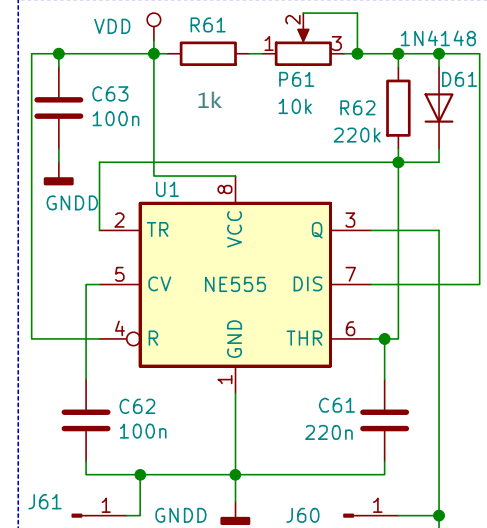 VDD
R61
2
1
3
1N4148
C63
100n
1k
P61
10k
R62
220k
D61
GNDD
U1
8
2
TR
VCC
Q
3
5
CV
NE555
DIS
7
4
R
GND
THR
6
1
C62
100n
C61
220n
J61
1
GNDD
J60
1